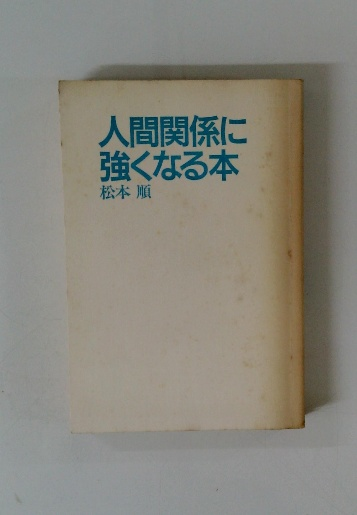 人間関係に
強くなる本
松本 順